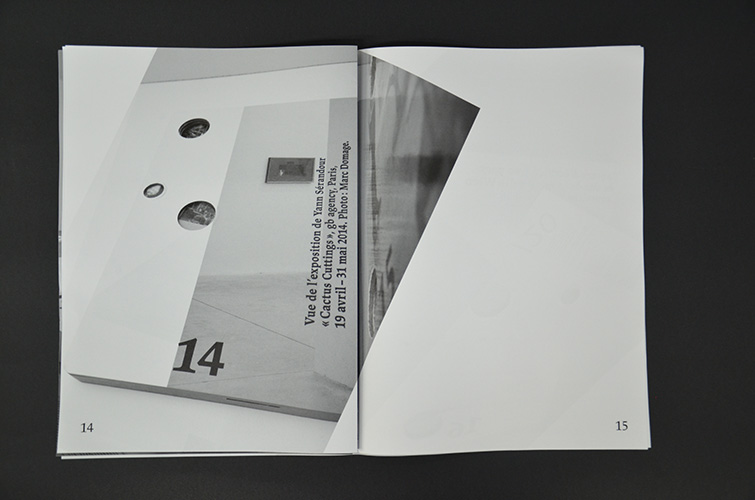 Vue de l'exposition de Yann Sérandour
« Cactus Cuttings », gb agency, Paris,
19 avril – 31 mai 2014. Photo : Marc Domage.
14
14
15